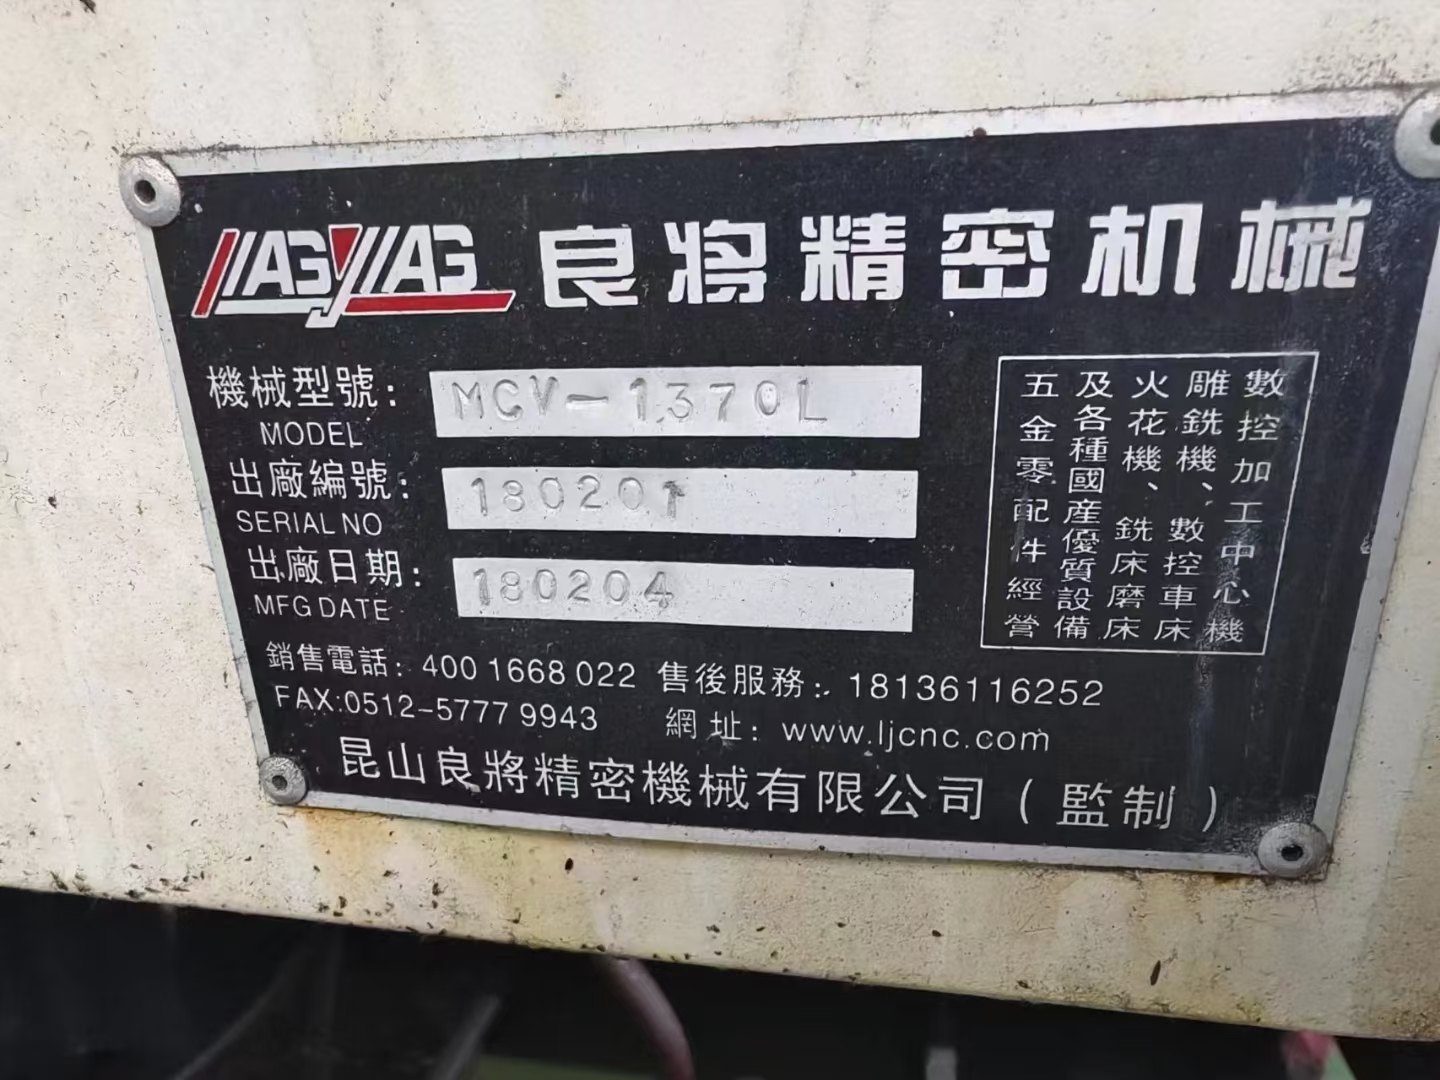 良將精密机械
機械型號: MCV-1370L
MODEL
出廠編號: 180201
SERIAL NO
出廠日期: 180204
MFG DATE
數控加工中心機
雕銑機、數控車床
火花機、銑床磨床
及各種國産優質設備
五金零配件經營
銷售電話: 400 1668 022 售後服務: 18136116252
FAX:0512-5777 9943 網址: www.ljcnc.com
昆山良將精密機械有限公司(監制)